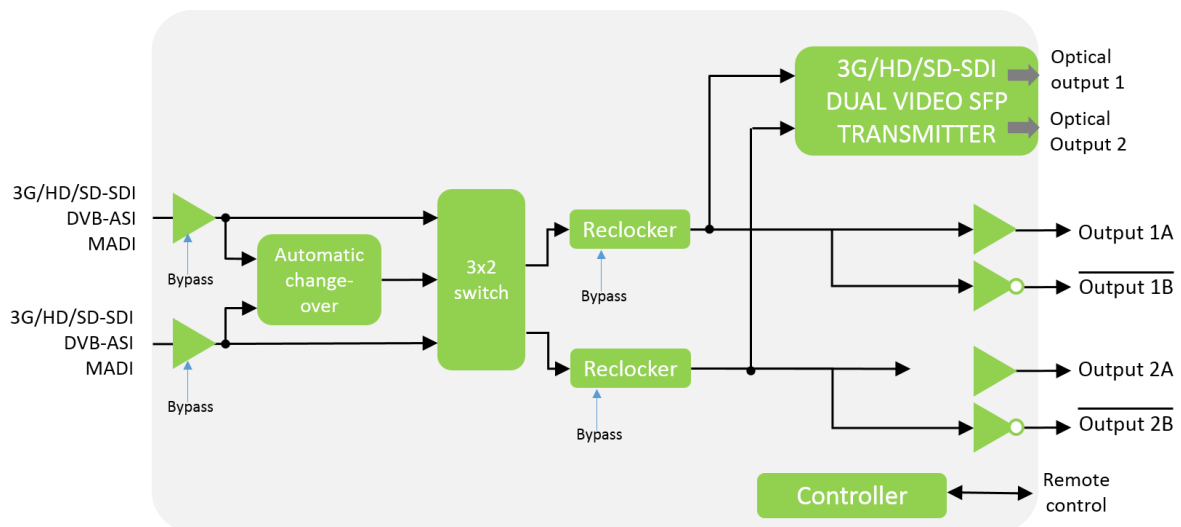 3G/HD/SD-SDI
DUAL VIDEO SFP
TRANSMITTER
Optical
output 1
Optical
Output 2
3G/HD/SD-SDI
DVB-ASI
MADI
Bypass
Automatic
change-
over
3x2
switch
Reclocker
Bypass
Output 1A
Output 1B
3G/HD/SD-SDI
DVB-ASI
MADI
Bypass
Reclocker
Bypass
Output 2A
Output 2B
Controller
Remote
control